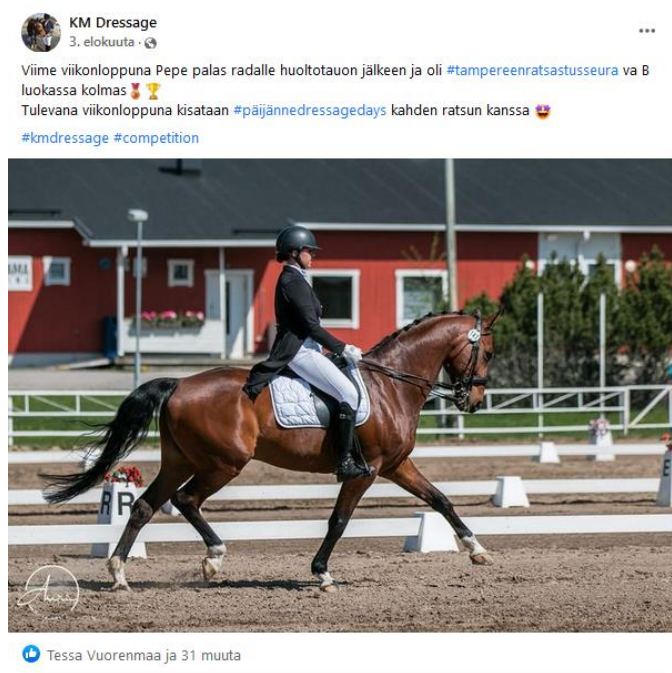 KM Dressage
3. elokuuta ·
Viime viikonloppuna Pepe palas radalle huoltotauon jälkeen ja oli #tampereenratsastusseura va B
luokassa kolmas🏅🏆
Tulevana viikonloppuna kisataan #päijännedressagedays kahden ratsun kanssa 🤩
#kmdressage #competition
R R
Tessa Vuorenmaa ja 31 muuta